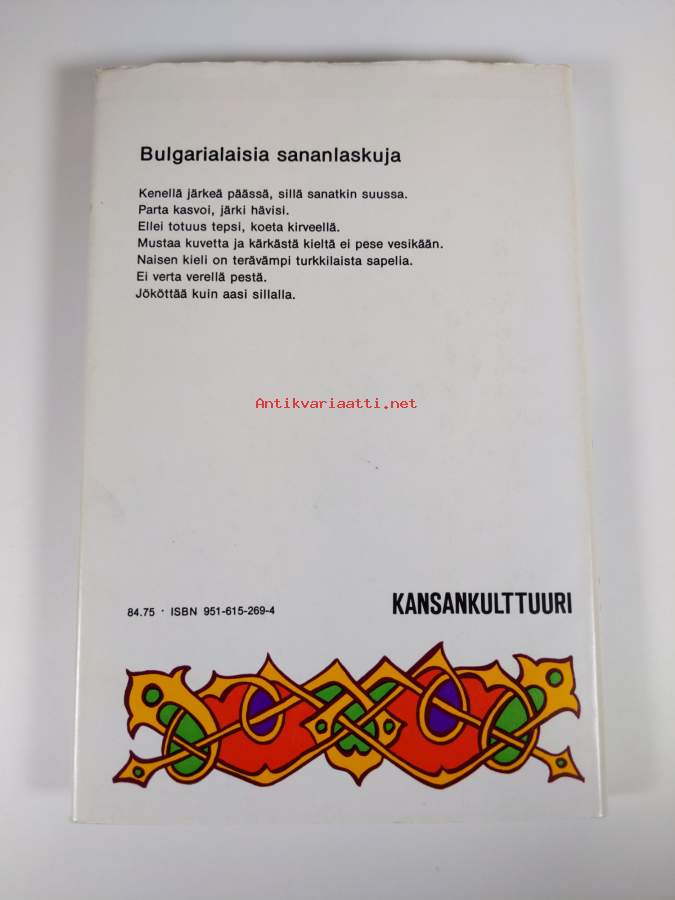 Bulgarialaisia sananlaskuja
Kenellä järkeä päässä, sillä sanatkin suussa.
Parta kasvoi, järki hävisi.
Ellei totuus tepsi, koeta kirveellä.
Mustaa kuvetta ja kärkästä kieltä ei pese vesikään.
Naisen kieli on terävämpi turkkilaista sapelia.
Ei verta verellä pestä.
Jököttää kuin aasi sillalla.
Antikvariaatti.net
84.75 · ISBN 951-615-269-4
KANSANKULTTUURI